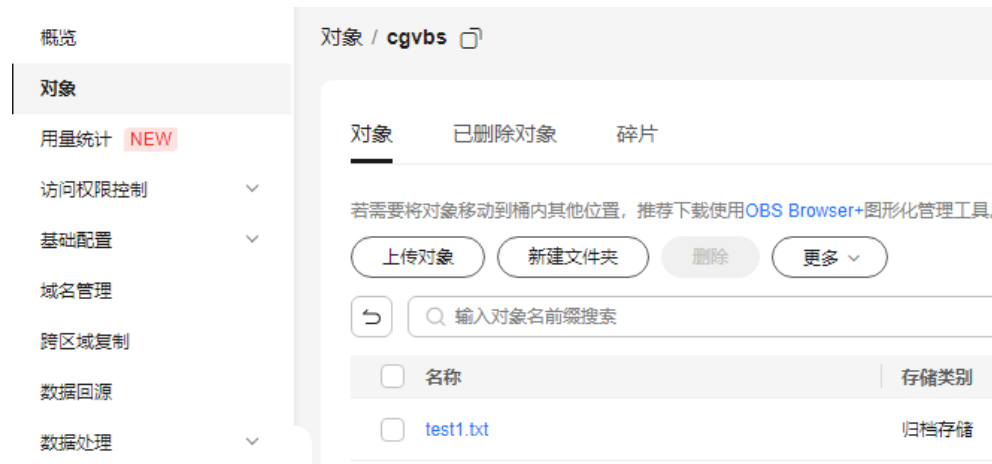 概览
对象
用量统计 NEW
访问权限控制
基础配置
域名管理
跨区域复制
数据回源
数据处理
对象 / cgvbs
对象 已删除对象 碎片
若需要将对象移动到桶内其他位置，推荐下载使用OBS Browser+图形化管理工具。
上传对象 新建文件夹 删除 更多
输入对象名前缀搜索
名称 存储类别
test1.txt 归档存储